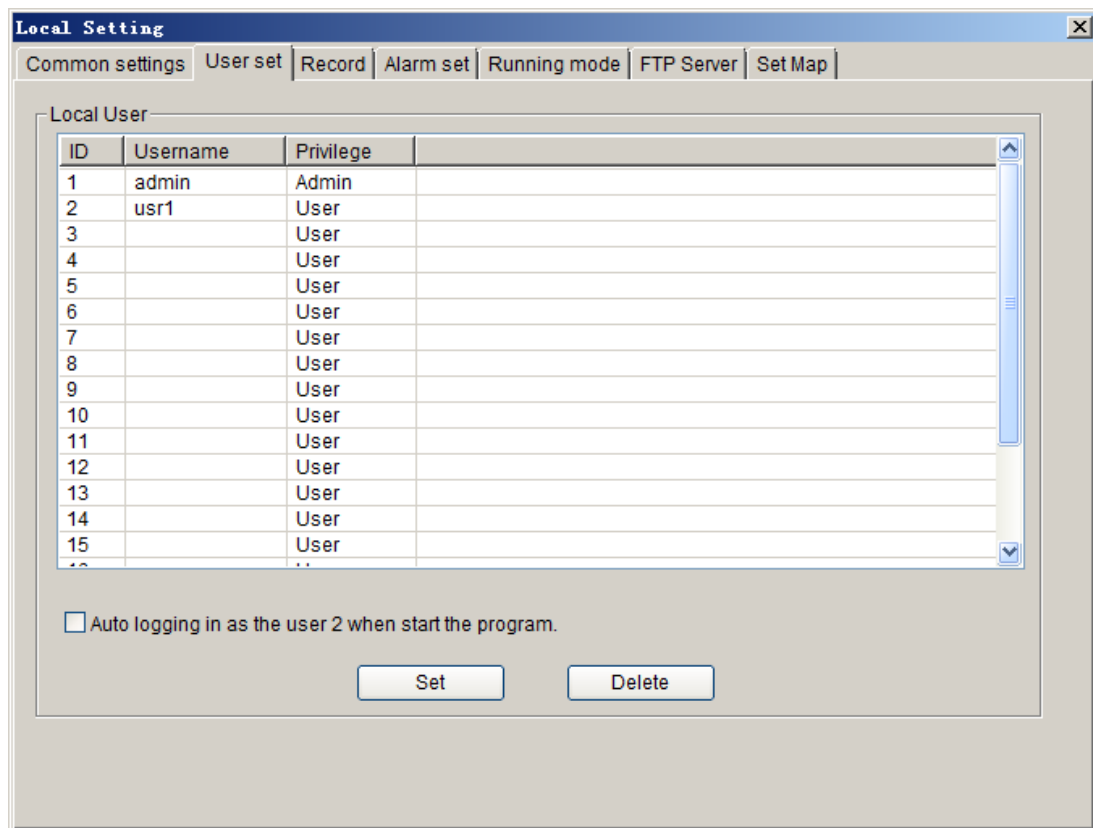 Local Setting
Common settings User set Record Alarm set Running mode FTP Server Set Map
Local User
ID Username Privilege
1 admin Admin
2 usr1 User
3 User
4 User
5 User
6 User
7 User
8 User
9 User
10 User
11 User
12 User
13 User
14 User
15 User
Auto logging in as the user 2 when start the program.
Set Delete